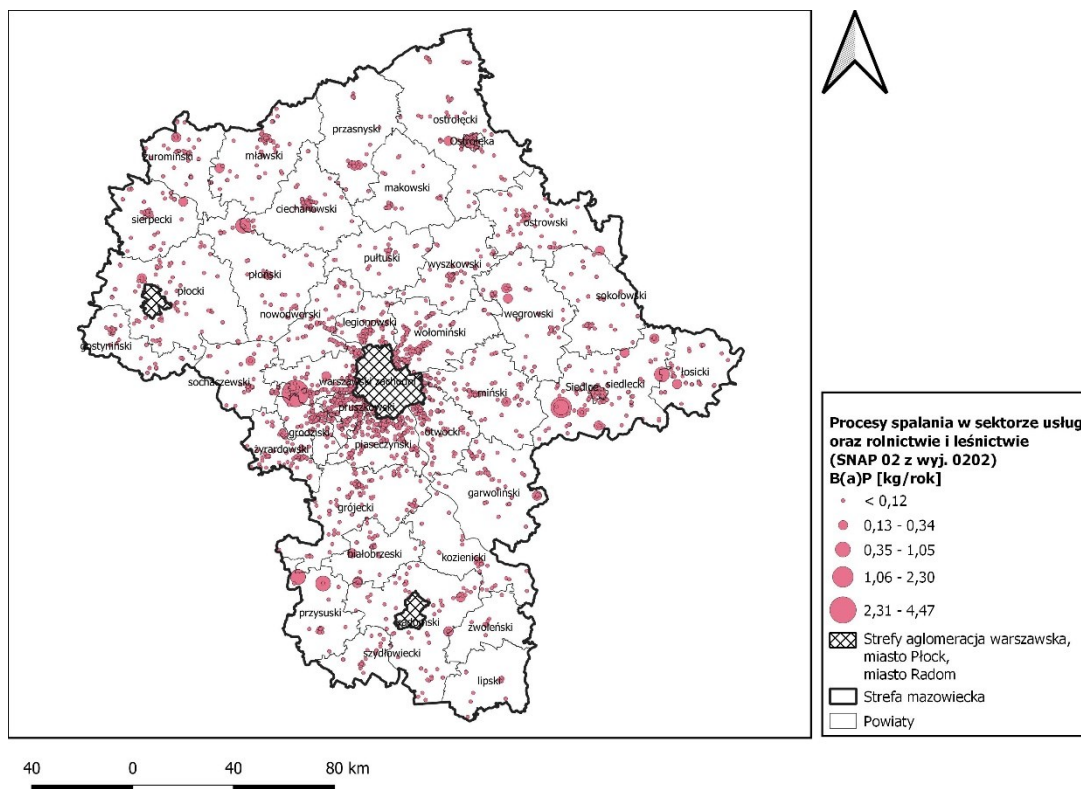 przasnyski
ostrołęcki
Ostrołęka
żuromiński
mławski
makowski
ciechanowski
sierpecki
ostrowski
pułtuski
wyszkowski
płoński
płocki
sokołowski
nowodworski
legionowski
węgrowski
wołomiński
gostyniński
sochaczewski
warszawski zachodni
łosicki
Siedlce
siedlecki
miński
pruszkowski
grodziski
otwocki
żyrardowski
piaseczyński
garwoliński
grójecki
białobrzeski
kozienicki
przysuski
radomski
zwoleński
szydłowiecki
lipski
Procesy spalania w sektorze usług
oraz rolnictwie i leśnictwie
(SNAP 02 z wyj. 0202)
B(a)P [kg/rok]
< 0,12
0,13 - 0,34
0,35 - 1,05
1,06 - 2,30
2,31 - 4,47
Strefy aglomeracja warszawska,
miasto Płock,
miasto Radom
Strefa mazowiecka
Powiaty
40 0 40 80 km